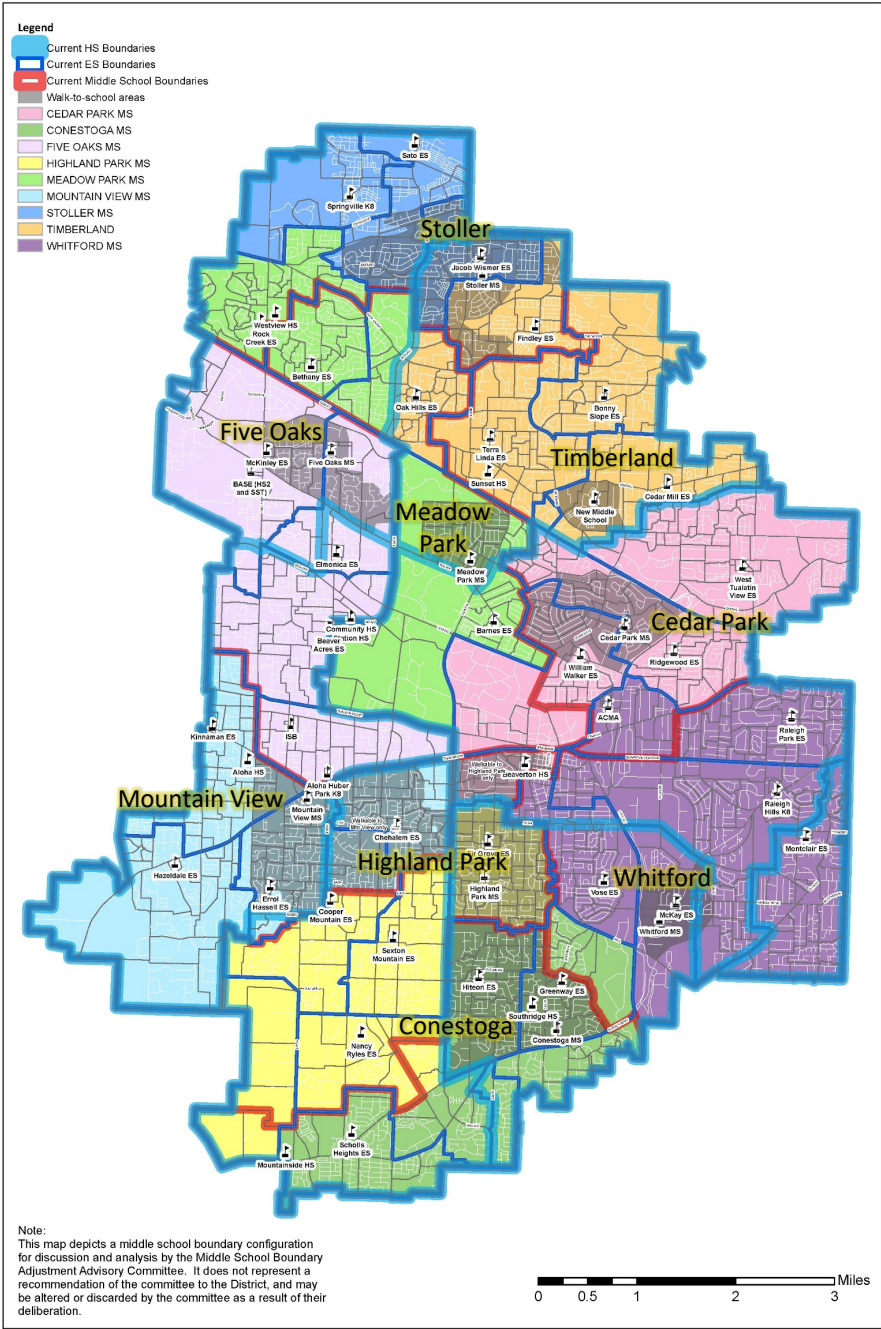 Legend
Current HS Boundaries
Current ES Boundaries
Current Middle School Boundaries
Walk-to-school areas
CEDAR PARK MS
CONESTOGA MS
FIVE OAKS MS
HIGHLAND PARK MS
MEADOW PARK MS
MOUNTAIN VIEW MS
STOLLER MS
TIMBERLAND
WHITFORD MS
Sato ES
Springville K8
Stoller
Jacob Wismer ES
Stoller MS
Westview HS
Rock
Creek ES
Findley ES
Bethany ES
Oak Hills ES
Bonny
Slope ES
Five Oaks
McKinley ES
Five Oaks MS
BASE (HS2
and SST)
Terra
Linda ES
Sunset HS
Timberland
Cedar Mill ES
New Middle
School
Meadow
Park
Meadow
Park MS
Elmonica ES
West
Tualatin
View ES
Community HS
Beaver
Acres ES
Barnes ES
Cedar Park MS
Cedar Park
William
Walker ES
Ridgewood ES
ACMA
Kinnaman ES
ISB
Raleigh
Park ES
Aloha HS
Aloha Huber
Park K8
Walkable to
Highland Park
only
Beaverton HS
Mountain View
Mountain
View MS
Walkable to
Mtn View only
Chehalem ES
Raleigh
Hills K8
Montclair ES
Highland Park
Highland
Park MS
Hazeldale ES
Errol
Hassell ES
Cooper
Mountain ES
Whitford
Vose ES
McKay ES
Whitford MS
Sexton
Mountain ES
Hiteon ES
Greenway ES
Southridge HS
Conestoga MS
Conestoga
Nancy
Ryles ES
Scholls
Heights ES
Mountainside HS
Note:
This map depicts a middle school boundary configuration
for discussion and analysis by the Middle School Boundary
Adjustment Advisory Committee.  It does not represent a
recommendation of the committee to the District, and may
be altered or discarded by the committee as a result of their
deliberation.
Miles
0 0.5 1 2 3